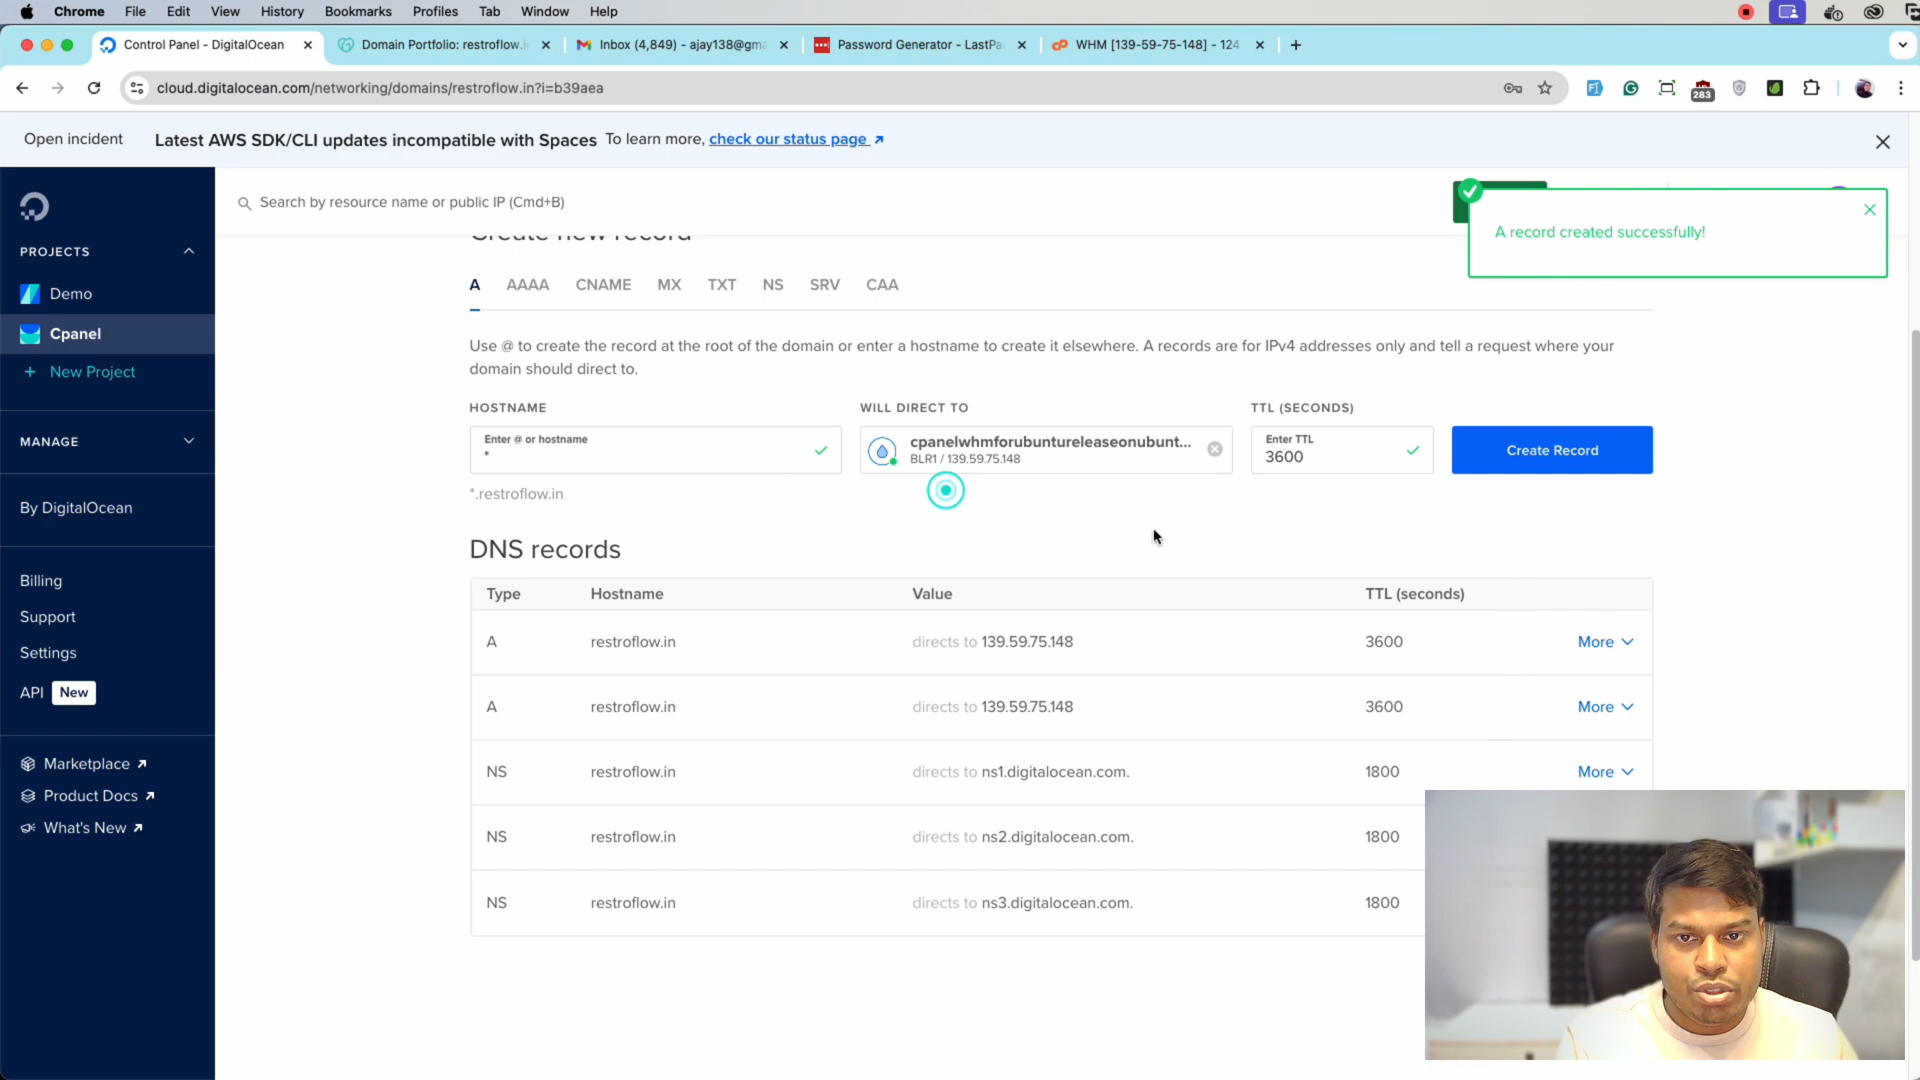 Chrome File Edit View History Bookmarks Profiles Tab Window Help
Control Panel - DigitalOcean
Domain Portfolio: restroflow.i
Inbox (4,849) - ajay138@gma
Password Generator - LastPa
WHM [139-59-75-148] - 124
cloud.digitalocean.com/networking/domains/restroflow.in?i=b39aea
283
Open incident Latest AWS SDK/CLI updates incompatible with Spaces To learn more, check our status page
Search by resource name or public IP (Cmd+B)
A record created successfully!
PROJECTS
Demo
Cpanel
+ New Project
MANAGE
By DigitalOcean
Billing
Support
Settings
API New
Marketplace
Product Docs
What's New
Create new record
A AAAA CNAME MX TXT NS SRV CAA
Use @ to create the record at the root of the domain or enter a hostname to create it elsewhere. A records are for IPv4 addresses only and tell a request where your
domain should direct to.
HOSTNAME WILL DIRECT TO TTL (SECONDS)
Enter @ or hostname
*
cpanelwhmforubuntureleaseonubunt...
BLR1 / 139.59.75.148
Enter TTL
3600
Create Record
*.restroflow.in
DNS records
Type Hostname Value TTL (seconds)
A restroflow.in directs to 139.59.75.148 3600 More
A restroflow.in directs to 139.59.75.148 3600 More
NS restroflow.in directs to ns1.digitalocean.com. 1800 More
NS restroflow.in directs to ns2.digitalocean.com. 1800
NS restroflow.in directs to ns3.digitalocean.com. 1800